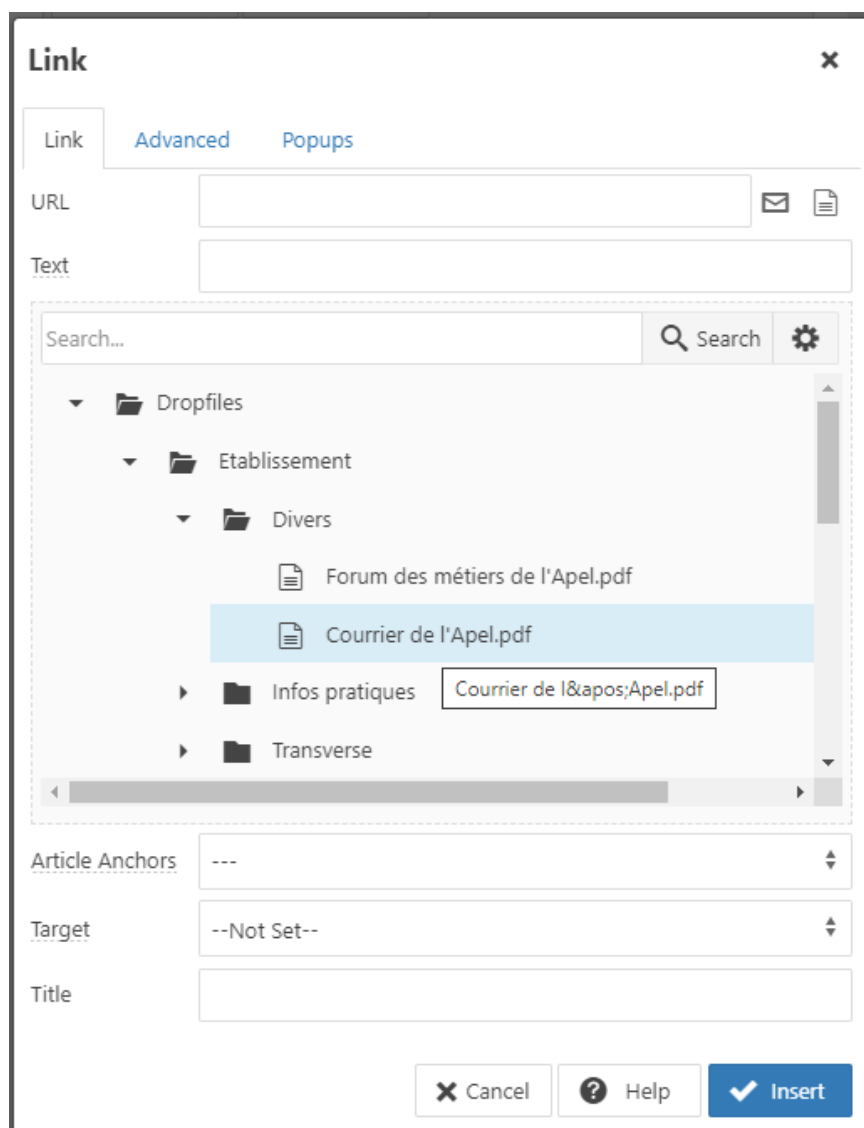 Link
Link Advanced Popups
URL
Text
Search... Search
Dropfiles
Etablissement
Divers
Forum des métiers de l'Apel.pdf
Courrier de l'Apel.pdf
Infos pratiques
Courrier de l&apos;Apel.pdf
Transverse
Article Anchors ---
Target --Not Set--
Title
Cancel Help Insert